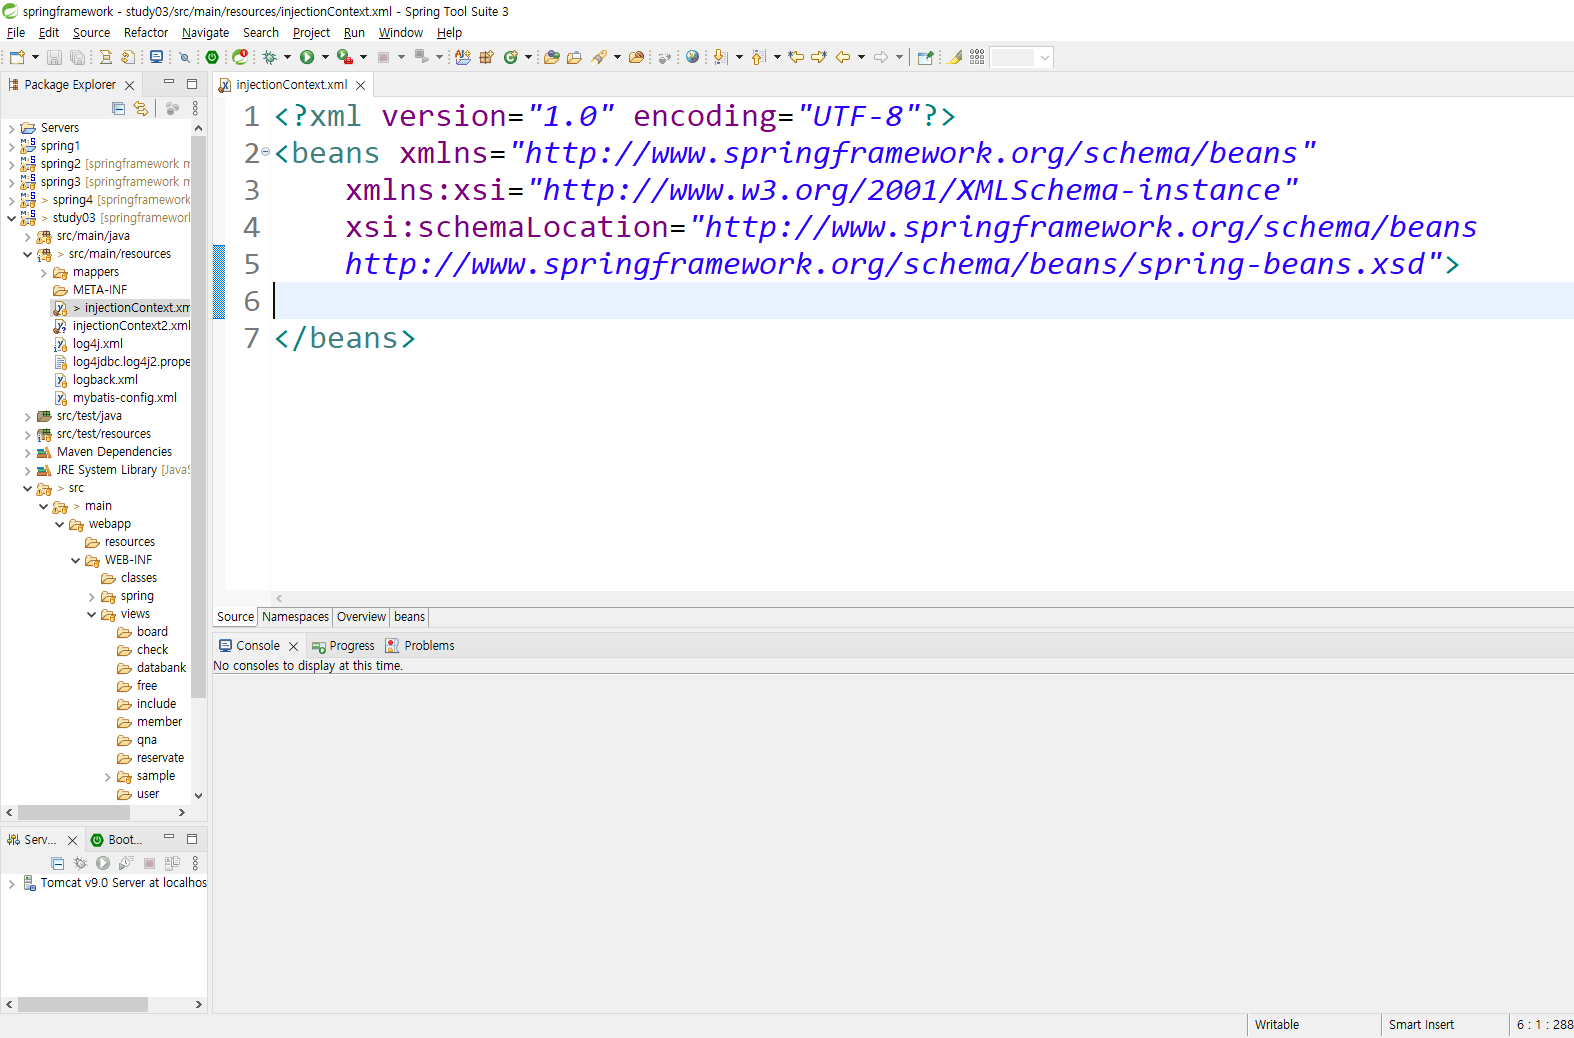 springframework - study03/src/main/resources/injectionContext.xml - Spring Tool Suite 3
File Edit Source Refactor Navigate Search Project Run Window Help
Package Explorer
Servers
spring1
spring2 [springframework m
spring3 [springframework m
> spring4 [springframework
> study03 [springframework
src/main/java
> src/main/resources
mappers
META-INF
> injectionContext.xm
injectionContext2.xml
log4j.xml
log4jdbc.log4j2.prope
logback.xml
mybatis-config.xml
src/test/java
src/test/resources
Maven Dependencies
JRE System Library [JavaS
> src
> main
webapp
resources
WEB-INF
classes
spring
views
board
check
databank
free
include
member
qna
reservate
sample
user
Serv...
Boot...
Tomcat v9.0 Server at localhos
injectionContext.xml
1 <?xml version="1.0" encoding="UTF-8"?>
2 <beans xmlns="http://www.springframework.org/schema/beans"
3 xmlns:xsi="http://www.w3.org/2001/XMLSchema-instance"
4 xsi:schemaLocation="http://www.springframework.org/schema/beans
5 http://www.springframework.org/schema/beans/spring-beans.xsd">
6
7 </beans>
Source Namespaces Overview beans
Console Progress Problems
No consoles to display at this time.
Writable Smart Insert 6 : 1 : 288